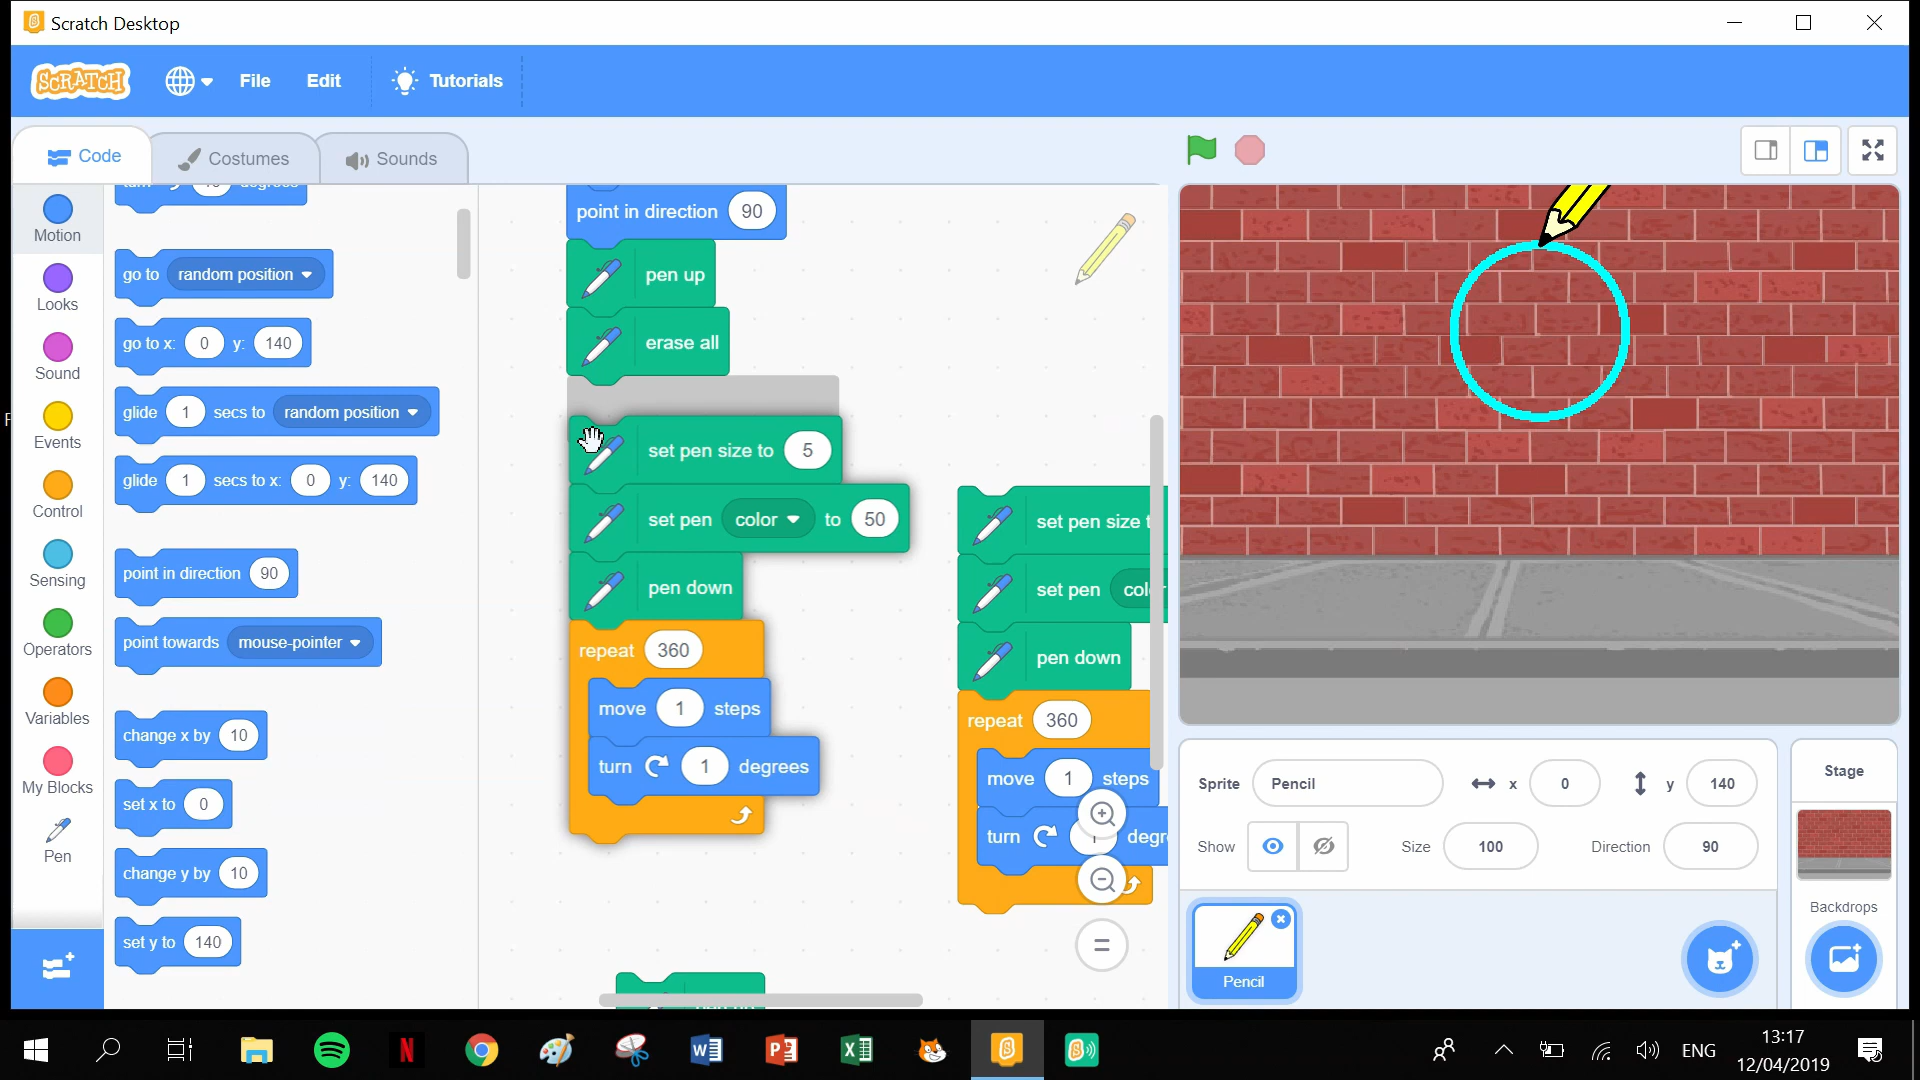 Scratch Desktop
SCRATCH File Edit Tutorials
Code Costumes Sounds
Motion
Looks
Sound
Events
Control
Sensing
Operators
Variables
My Blocks
Pen
go to random position
go to x: 0 y: 140
glide 1 secs to random position
glide 1 secs to x: 0 y: 140
point in direction 90
point towards mouse-pointer
change x by 10
set x to 0
change y by 10
set y to 140
point in direction 90
pen up
erase all
set pen size to 5
set pen color to 50
pen down
repeat 360
move 1 steps
turn 1 degrees
set pen size
set pen
pen down
repeat 360
move 1 steps
turn
Sprite Pencil x 0 y 140
Show Size 100 Direction 90
Pencil
Stage
Backdrops
ENG
13:17
12/04/2019